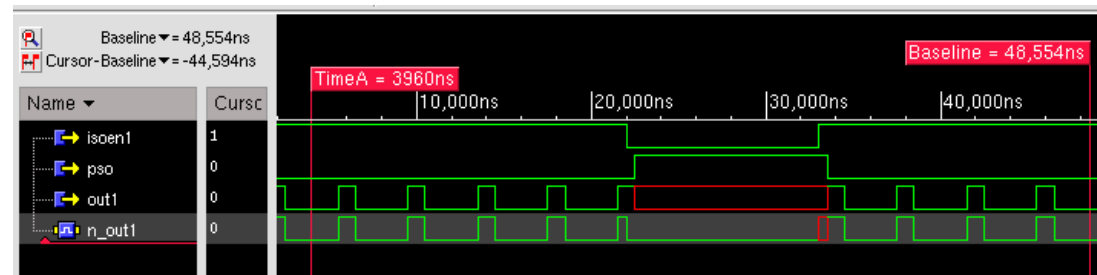 Baseline▼= 48,554ns
Cursor-Baseline▼= -44,594ns
Baseline = 48,554ns
TimeA = 3960ns
Name▼ Cursc
10,000ns 20,000ns 30,000ns 40,000ns
isoen1 1
pso 0
out1 0
n_out1 0